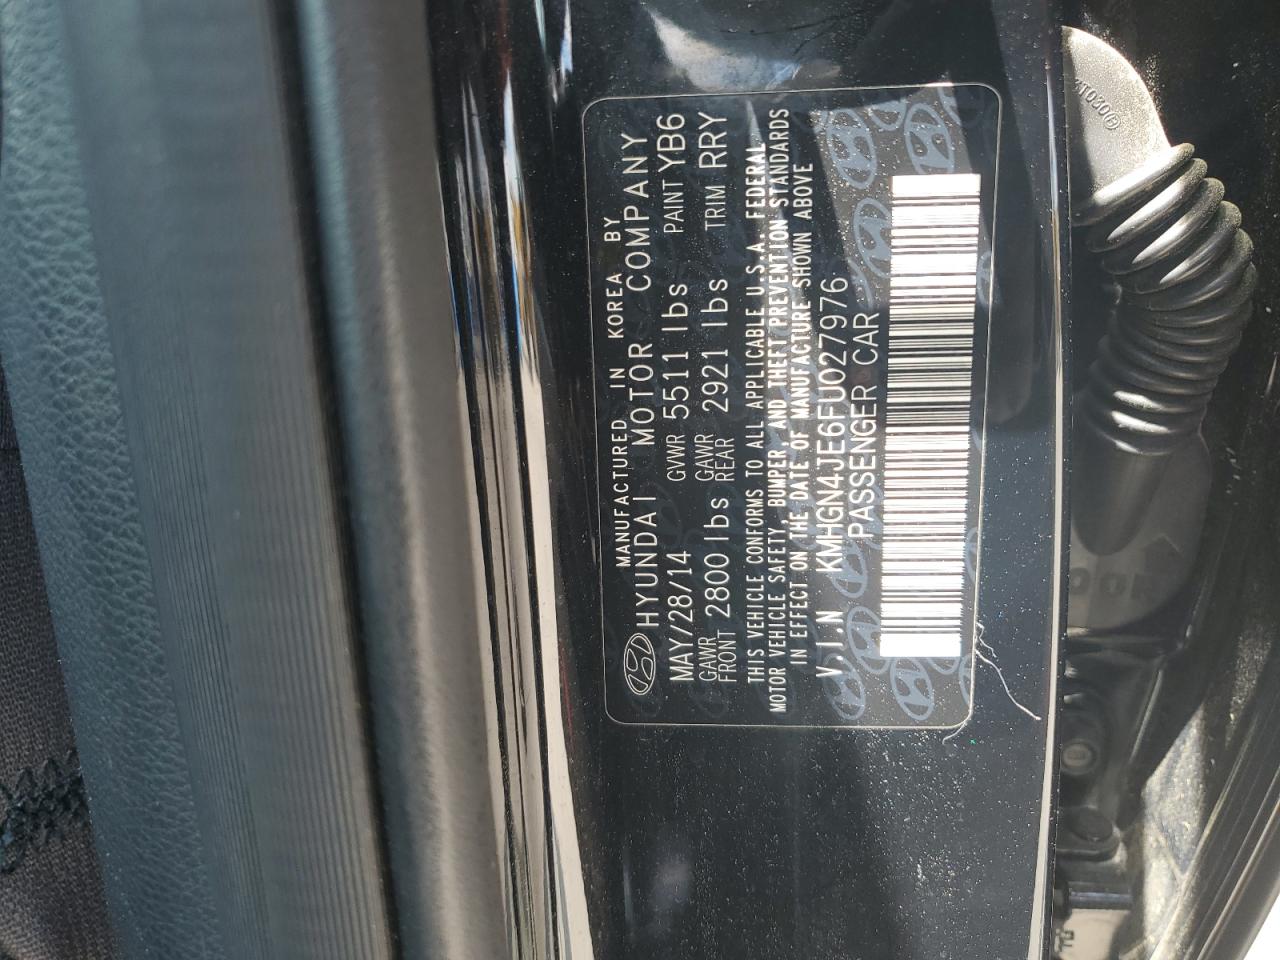 MANUFACTURED IN KOREA BY
HYUNDAI MOTOR COMPANY
MAY/28/14 GVWR 5511 lbs PAINT YB6
GAWR FRONT 2800 lbs GAWR REAR 2921 lbs TRIM RRY
THIS VEHICLE CONFORMS TO ALL APPLICABLE U.S.A. FEDERAL
MOTOR VEHICLE SAFETY, BUMPER, AND THEFT PREVENTION STANDARDS
IN EFFECT ON THE DATE OF MANUFACTURE SHOWN ABOVE
V.I.N KMHGN4JE6FU027976
PASSENGER CAR